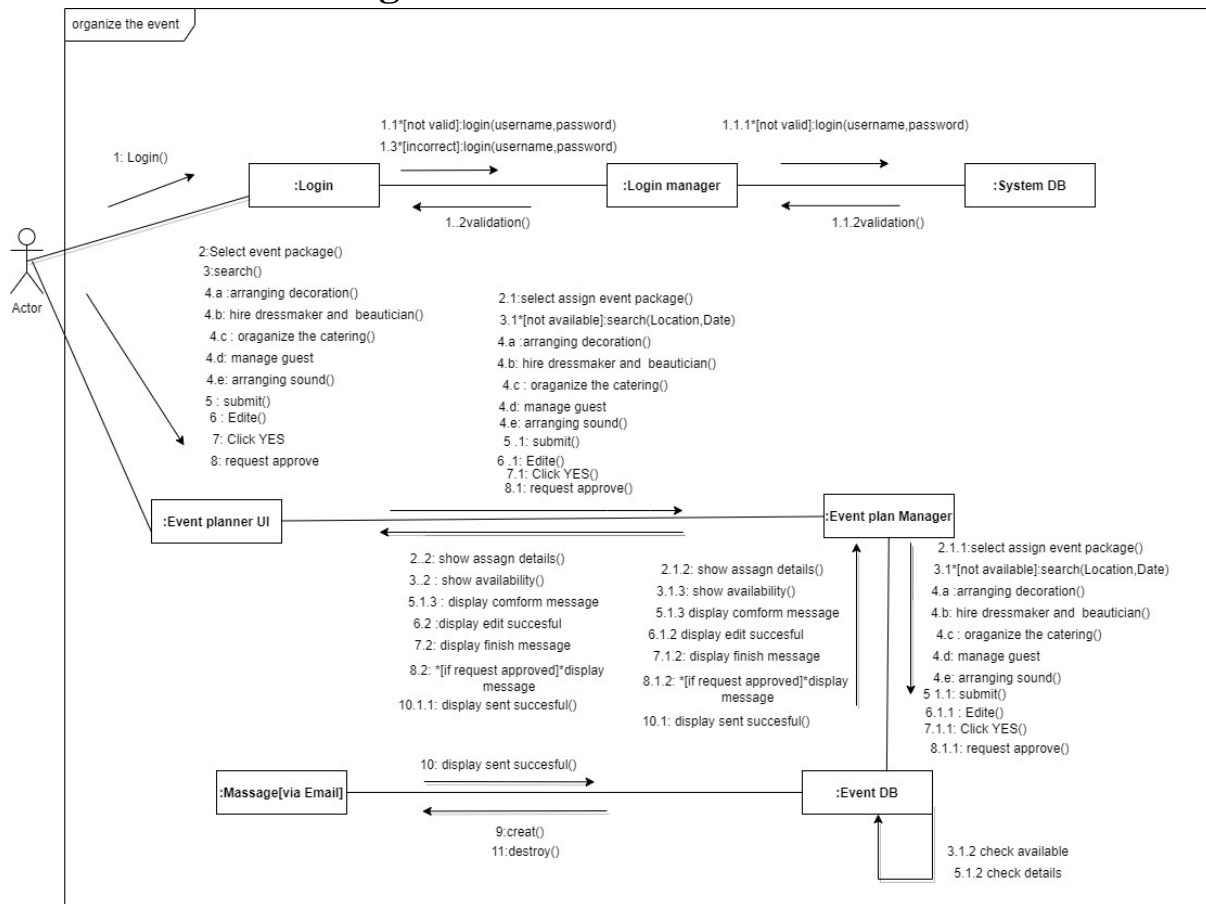 organize the event
1.1*[not valid]:login(username,password)
1.3*[incorrect]:login(username,password)
1.1.1*[not valid]:login(username,password)
1: Login()
:Login
:Login manager
:System DB
1..2validation()
1.1.2validation()
Actor
2:Select event package()
3:search()
4.a :arranging decoration()
4.b: hire dressmaker and beautician()
4.c : oraganize the catering()
4.d: manage guest
4.e: arranging sound()
5 : submit()
6 : Edite()
7: Click YES
8: request approve
2.1:select assign event package()
3.1*[not available]:search(Location,Date)
4.a :arranging decoration()
4.b: hire dressmaker and beautician()
4.c : oraganize the catering()
4.d: manage guest
4.e: arranging sound()
5 .1: submit()
6 .1: Edite()
7.1: Click YES()
8.1: request approve()
:Event planner UI
:Event plan Manager
2..2: show assagn details()
3..2 : show availability()
5.1.3 : display comform message
6.2 :display edit succesful
7.2: display finish message
8.2: *[if request approved]*display
message
10.1.1: display sent succesful()
2.1.2: show assagn details()
3.1.3: show availability()
5.1.3 display comform message
6.1.2 display edit succesful
7.1.2: display finish message
8.1.2: *[if request approved]*display
message
10.1: display sent succesful()
2.1.1:select assign event package()
3.1*[not available]:search(Location,Date)
4.a :arranging decoration()
4.b: hire dressmaker and beautician()
4.c : oraganize the catering()
4.d: manage guest
4.e: arranging sound()
5 1.1: submit()
6.1.1 : Edite()
7.1.1: Click YES()
8.1.1: request approve()
10: display sent succesful()
:Massage[via Email]
:Event DB
9:creat()
11:destroy()
3.1.2 check available
5.1.2 check details